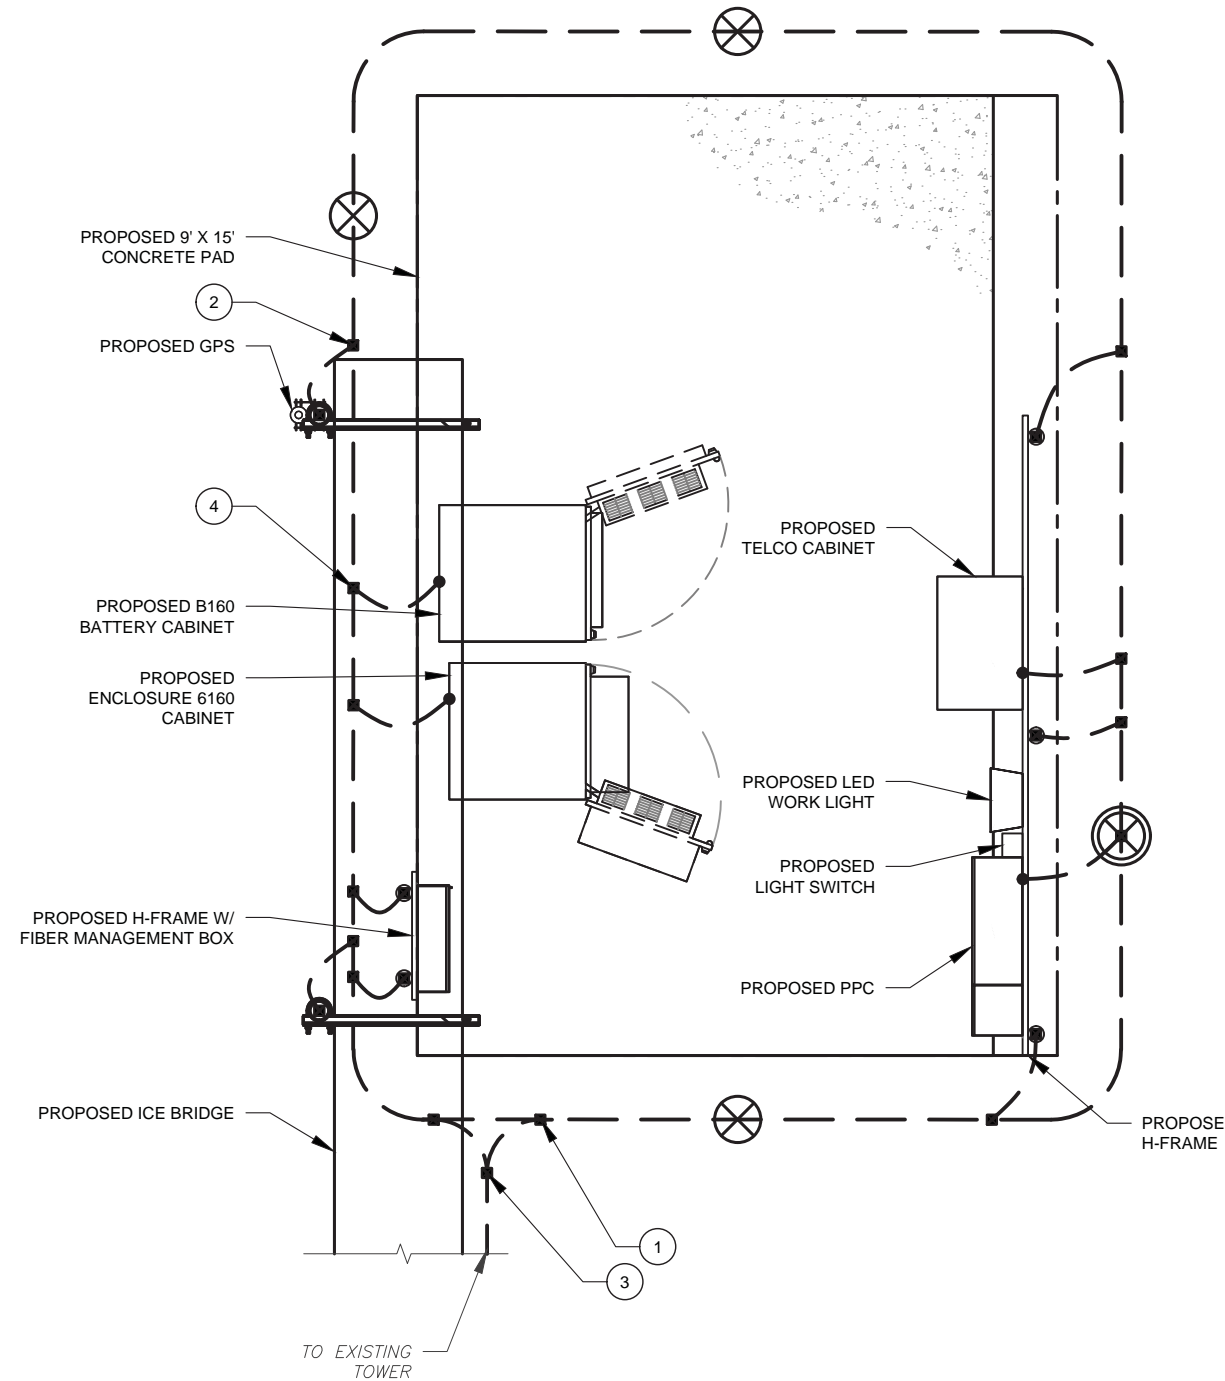 PROPOSED 9' X 15'
CONCRETE PAD
2
PROPOSED GPS
4
PROPOSED
TELCO CABINET
PROPOSED B160
BATTERY CABINET
PROPOSED
ENCLOSURE 6160
CABINET
PROPOSED LED
WORK LIGHT
PROPOSED
LIGHT SWITCH
PROPOSED H-FRAME W/
FIBER MANAGEMENT BOX
PROPOSED PPC
PROPOSED ICE BRIDGE
PROPOSE
H-FRAME
1
3
TO EXISTING
TOWER